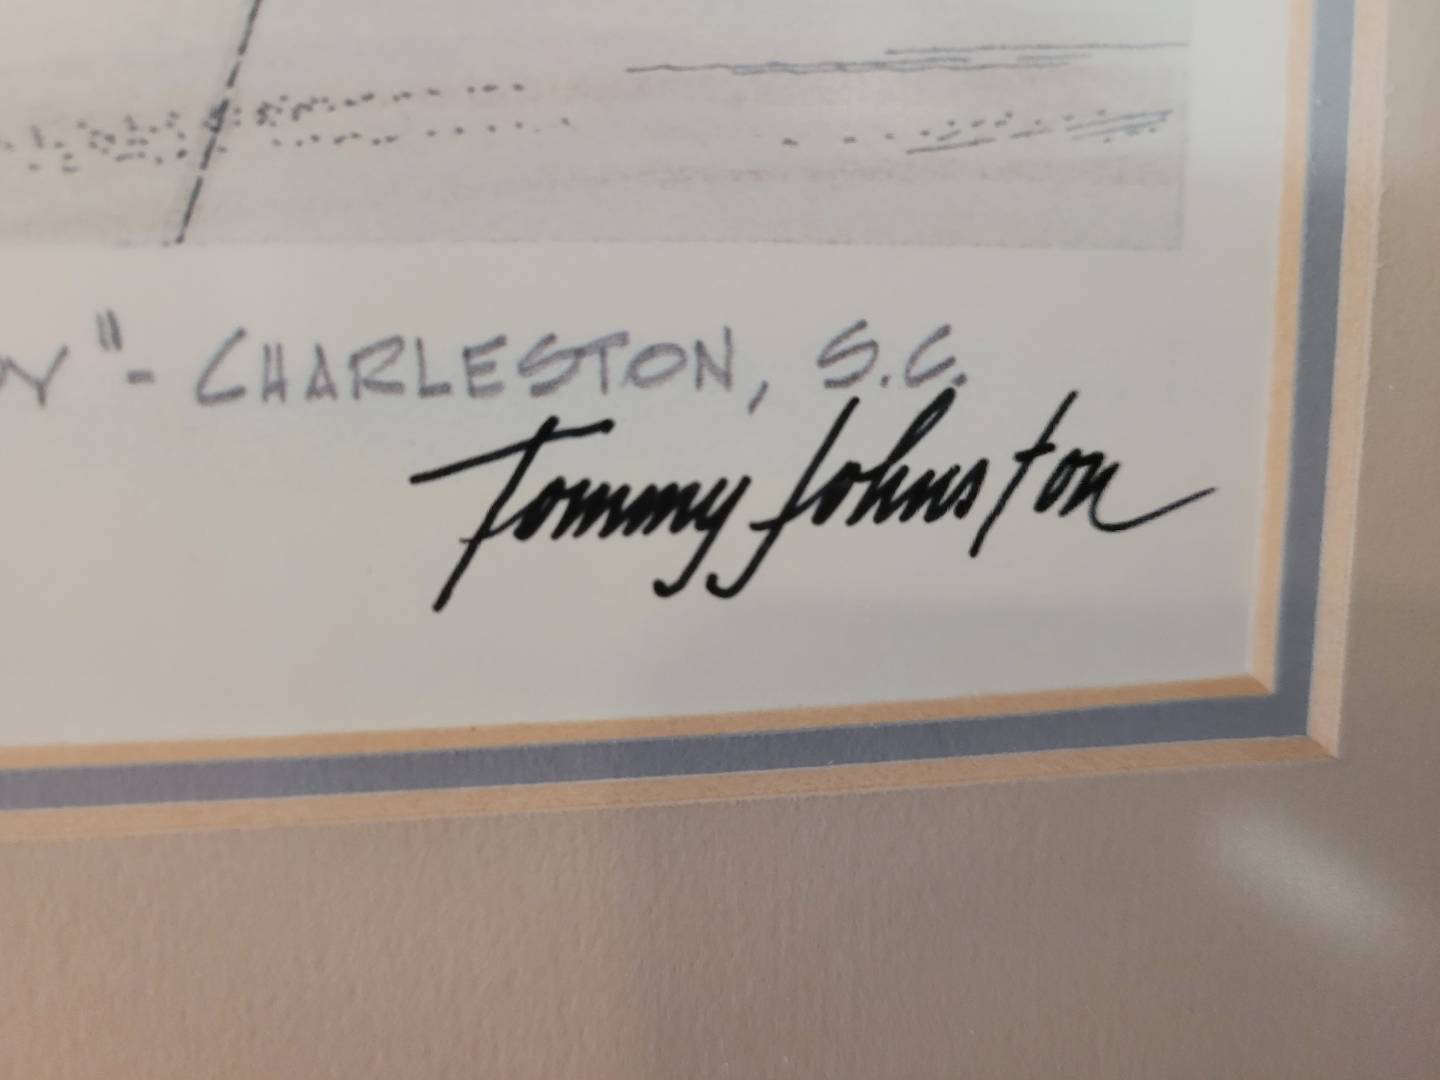 " - CHARLESTON, S.C.
Tommy Johnston